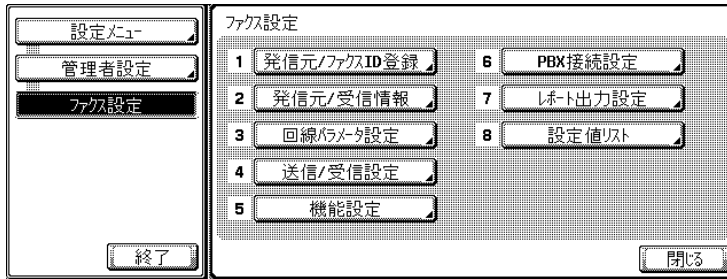 設定ﾒﾆｭｰ
管理者設定
ﾌｧｸｽ設定
終了
ﾌｧｸｽ設定
1 発信元/ﾌｧｸｽID登録
2 発信元/受信情報
3 回線ﾊﾟﾗﾒｰﾀ設定
4 送信/受信設定
5 機能設定
6 PBX接続設定
7 ﾚﾎﾟｰﾄ出力設定
8 設定値ﾘｽﾄ
閉じる